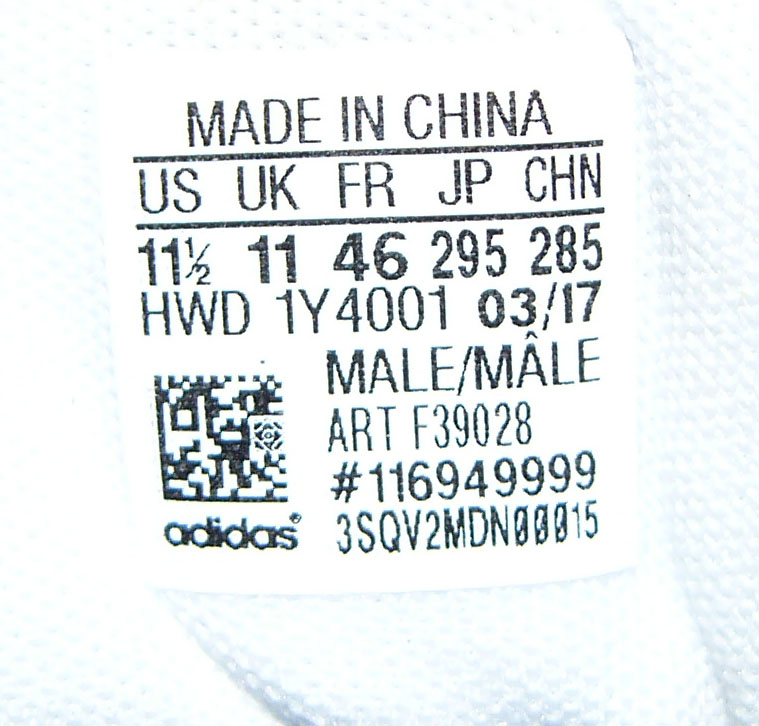 MADE IN CHINA
US UK FR JP CHN
11½ 11 46 295 285
HWD 1Y4001 03/17
MALE/MÂLE
ART F39028
#116949999
3SQV2MDN00015
adidas®